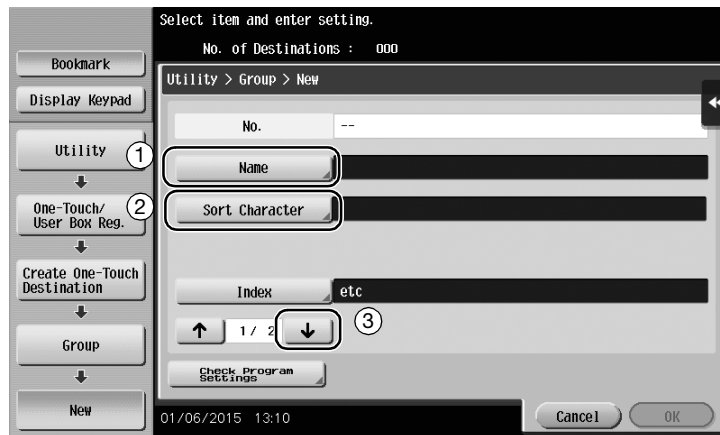 Select item and enter setting.
No. of Destinations : 000
Bookmark
Display Keypad
Utility
One-Touch/
User Box Reg.
Create One-Touch
Destination
Group
New
Utility > Group > New
No. --
1 Name
2 Sort Character
Index etc
↑ 1/ 2 ↓ 3
Check Program
Settings
01/06/2015 13:10
Cancel OK